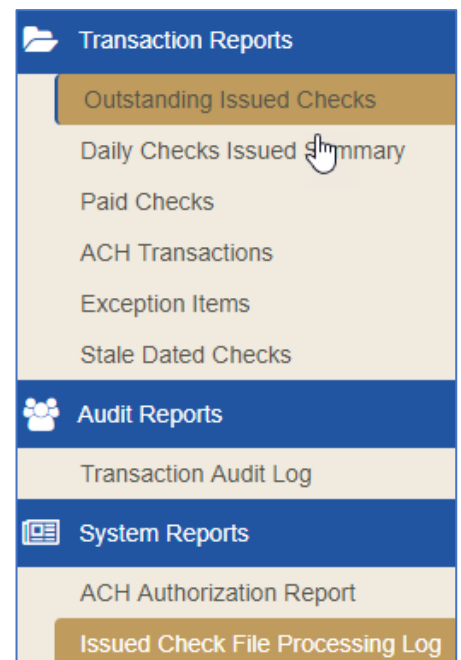 Transaction Reports
Outstanding Issued Checks
Daily Checks Issued Summary
Paid Checks
ACH Transactions
Exception Items
Stale Dated Checks
Audit Reports
Transaction Audit Log
System Reports
ACH Authorization Report
Issued Check File Processing Log